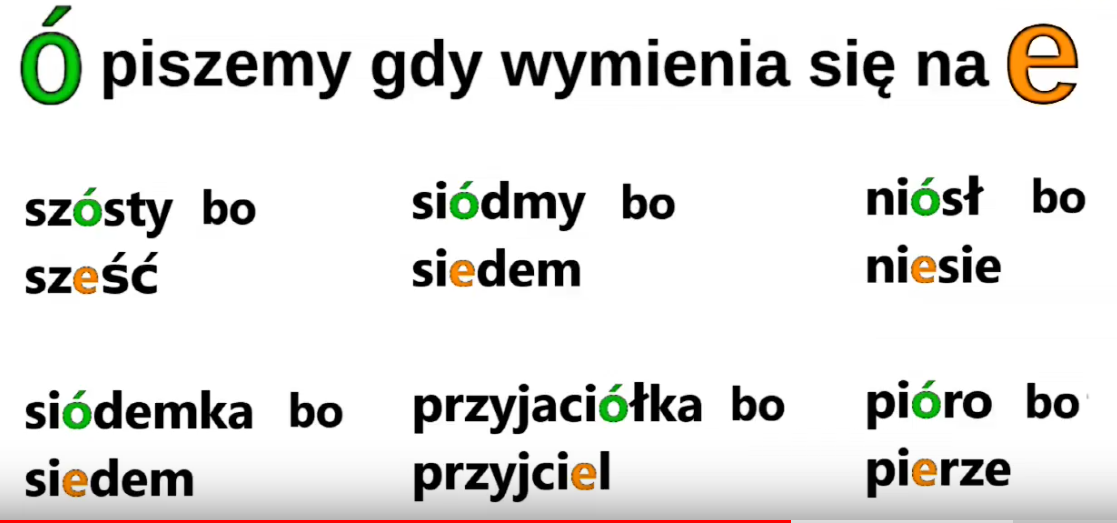 ó piszemy gdy wymienia się na e
szósty bo
sześć
siódmy bo
siedem
niósł bo
niesie
siódemka bo
siedem
przyjaciółka bo
przyjciel
pióro bo
pierze